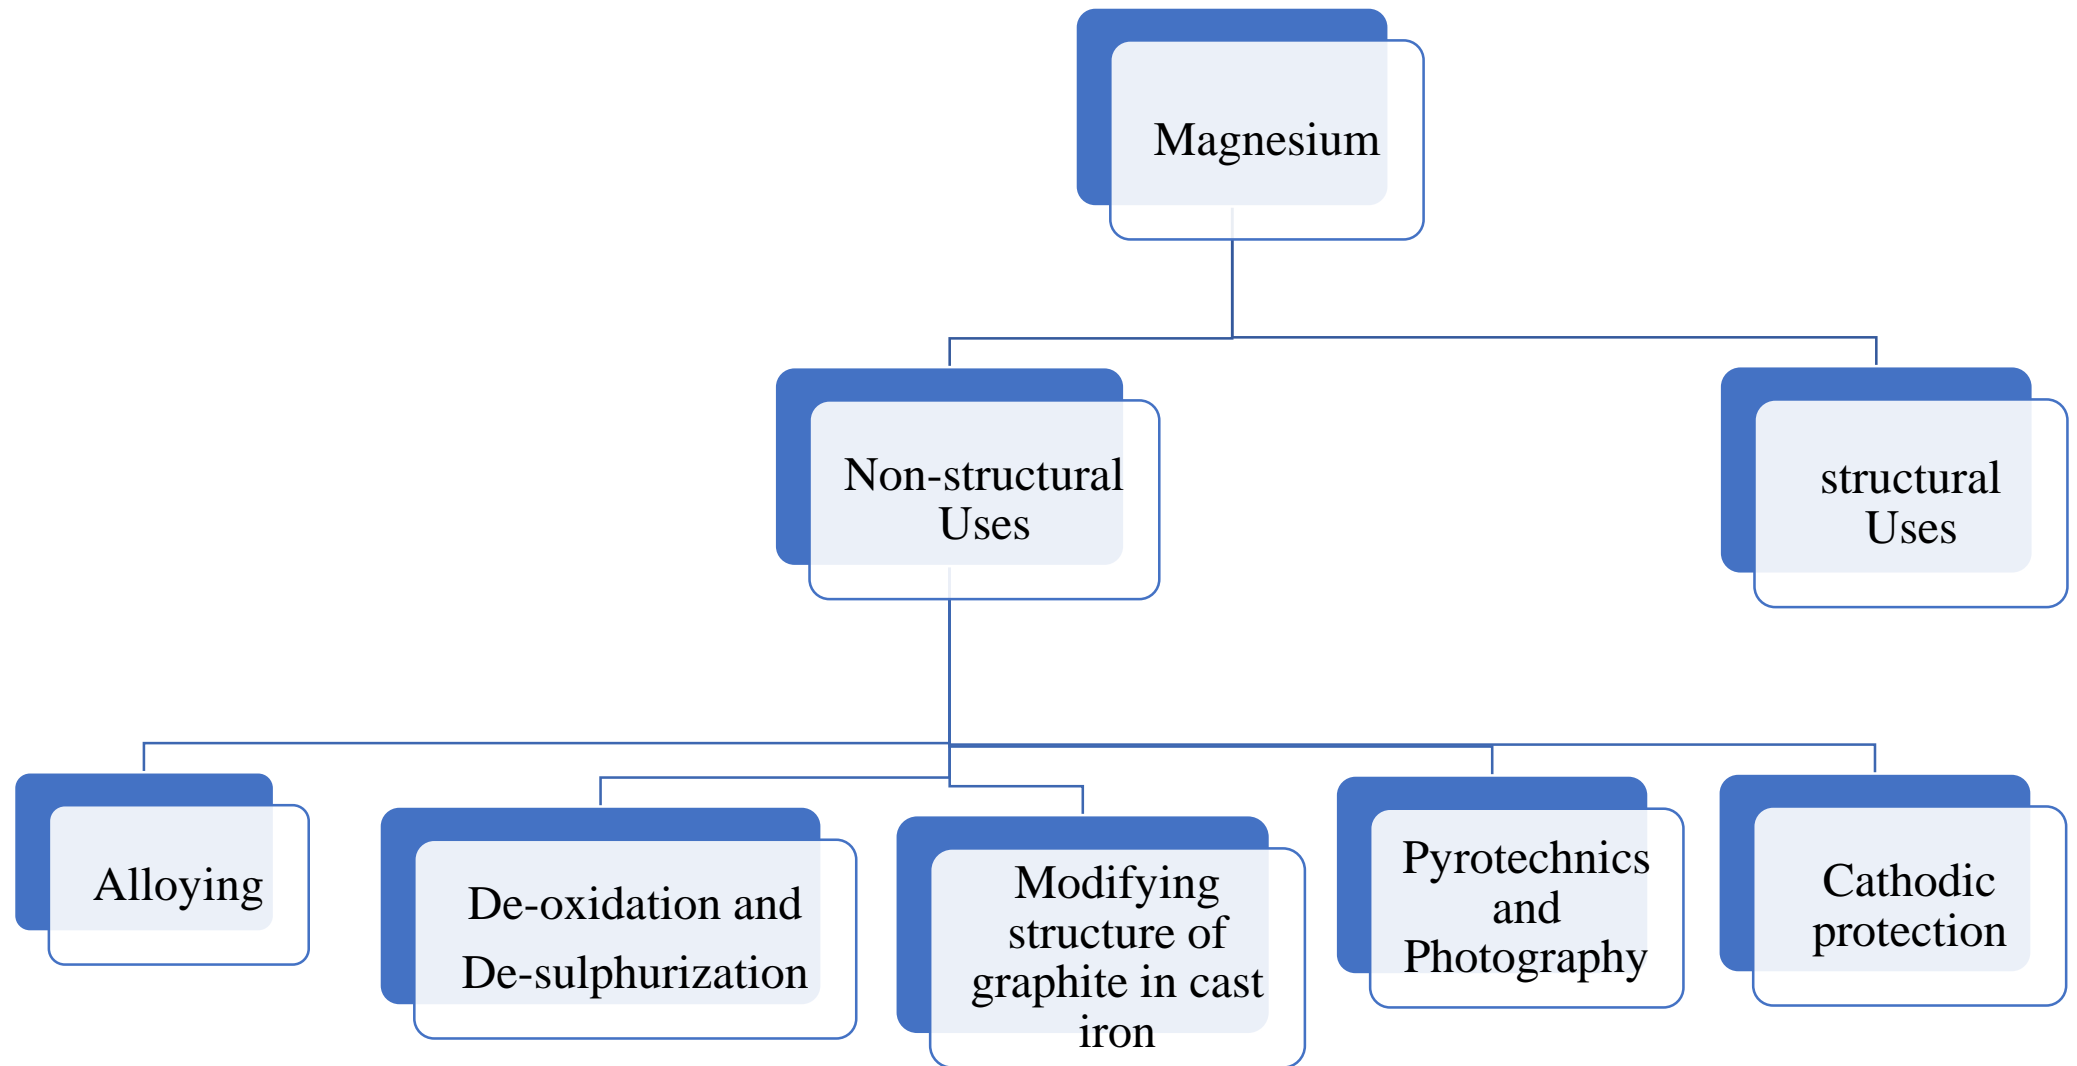 Magnesium
Non-structural
Uses
structural
Uses
Alloying
De-oxidation and
De-sulphurization
Modifying
structure of
graphite in cast
iron
Pyrotechnics
and
Photography
Cathodic
protection